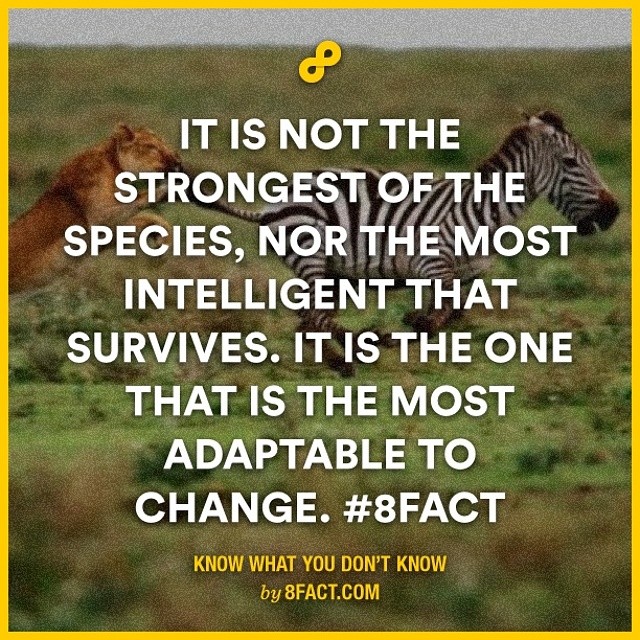 IT IS NOT THE
STRONGEST OF THE
SPECIES, NOR THE MOST
INTELLIGENT THAT
SURVIVES. IT IS THE ONE
THAT IS THE MOST
ADAPTABLE TO
CHANGE. #8FACT
KNOW WHAT YOU DON'T KNOW
by 8FACT.COM